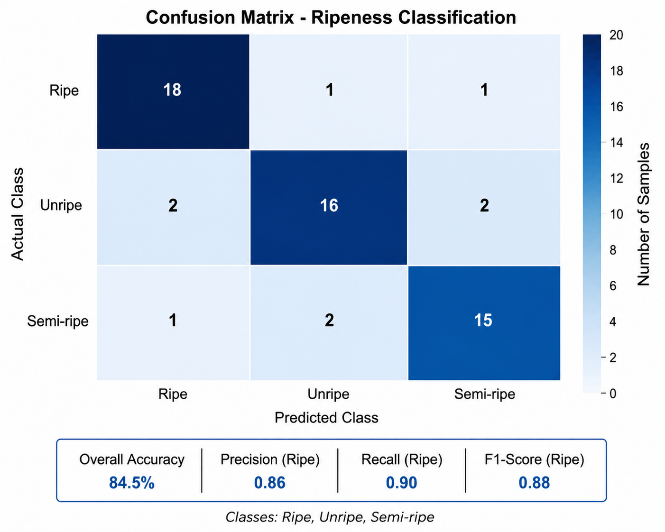 Confusion Matrix - Ripeness Classification
Actual Class
Ripe 18 1 1
Unripe 2 16 2
Semi-ripe 1 2 15
Ripe Unripe Semi-ripe
Predicted Class
20
18
16
14
12
10
8
6
4
2
0
Number of Samples
Overall Accuracy Precision (Ripe) Recall (Ripe) F1-Score (Ripe)
84.5% 0.86 0.90 0.88
Classes: Ripe, Unripe, Semi-ripe